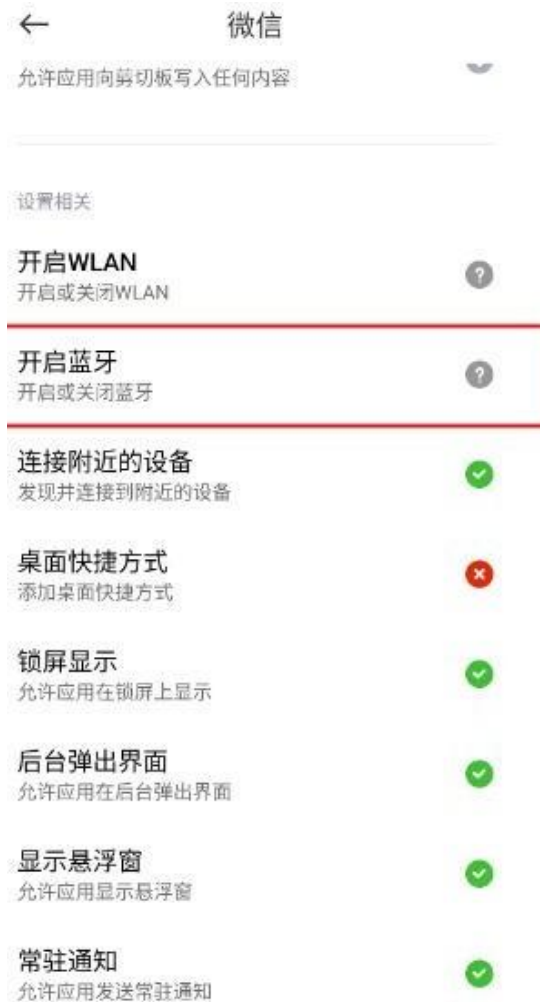 微信
允许应用向剪切板写入任何内容
设置相关
开启WLAN
开启或关闭WLAN
开启蓝牙
开启或关闭蓝牙
连接附近的设备
发现并连接到附近的设备
桌面快捷方式
添加桌面快捷方式
锁屏显示
允许应用在锁屏上显示
后台弹出界面
允许应用在后台弹出界面
显示悬浮窗
允许应用显示悬浮窗
常驻通知
允许应用发送常驻通知